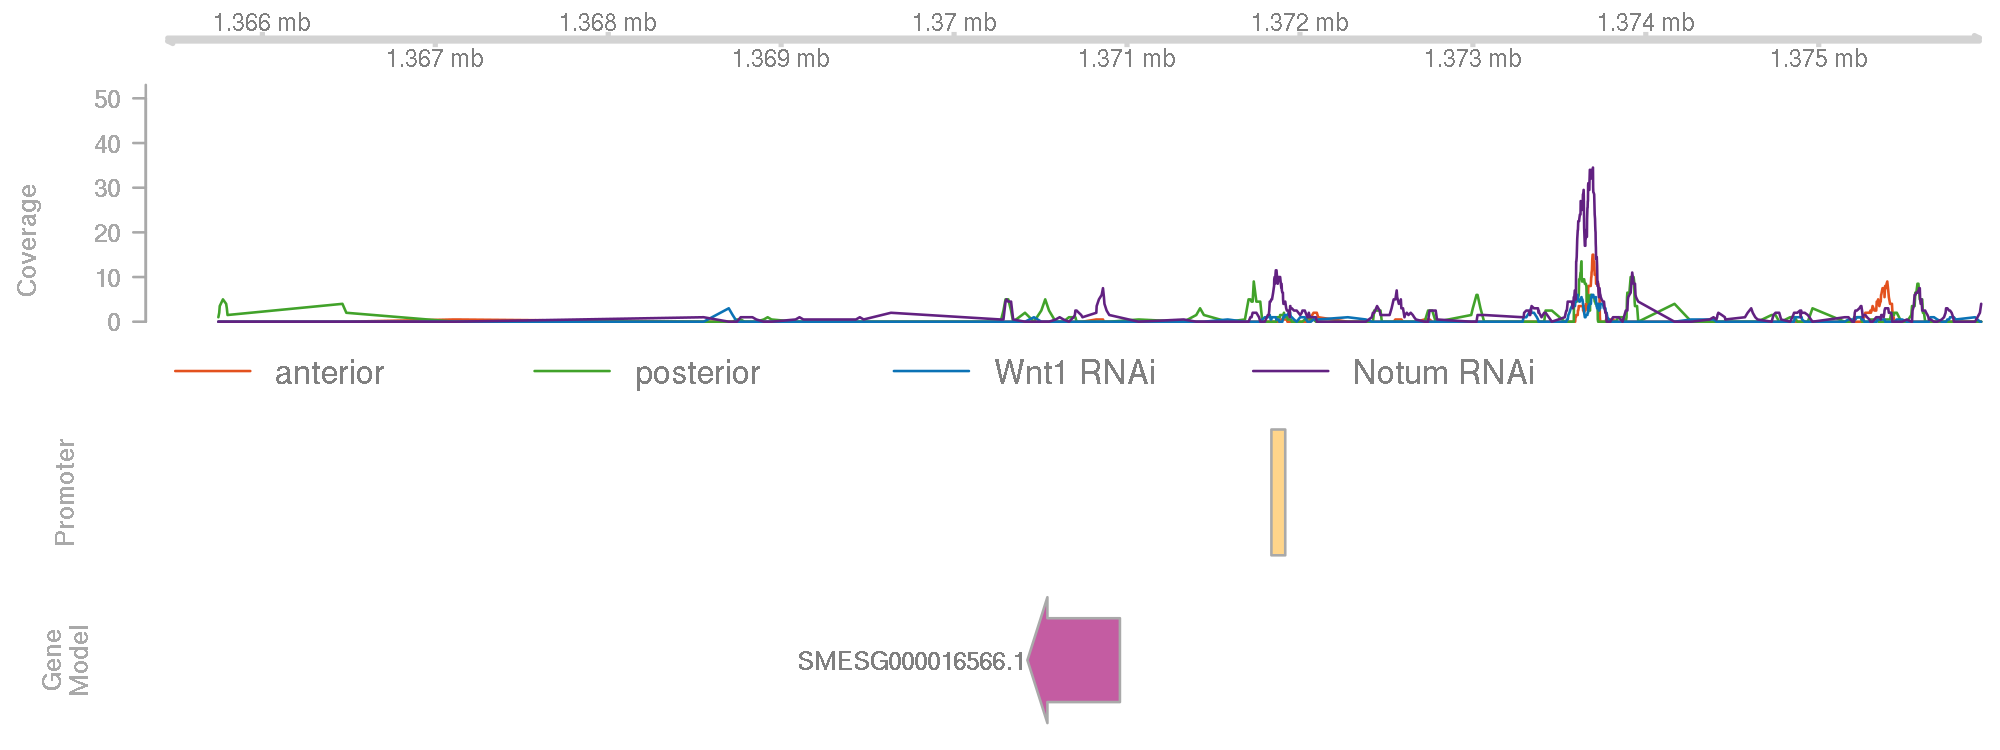 1.366 mb 1.368 mb 1.37 mb 1.372 mb 1.374 mb
1.367 mb 1.369 mb 1.371 mb 1.373 mb 1.375 mb
50
40
30
20
10
0
Coverage
anterior posterior Wnt1 RNAi Notum RNAi
Promoter
Gene
Model
SMESG000016566.1